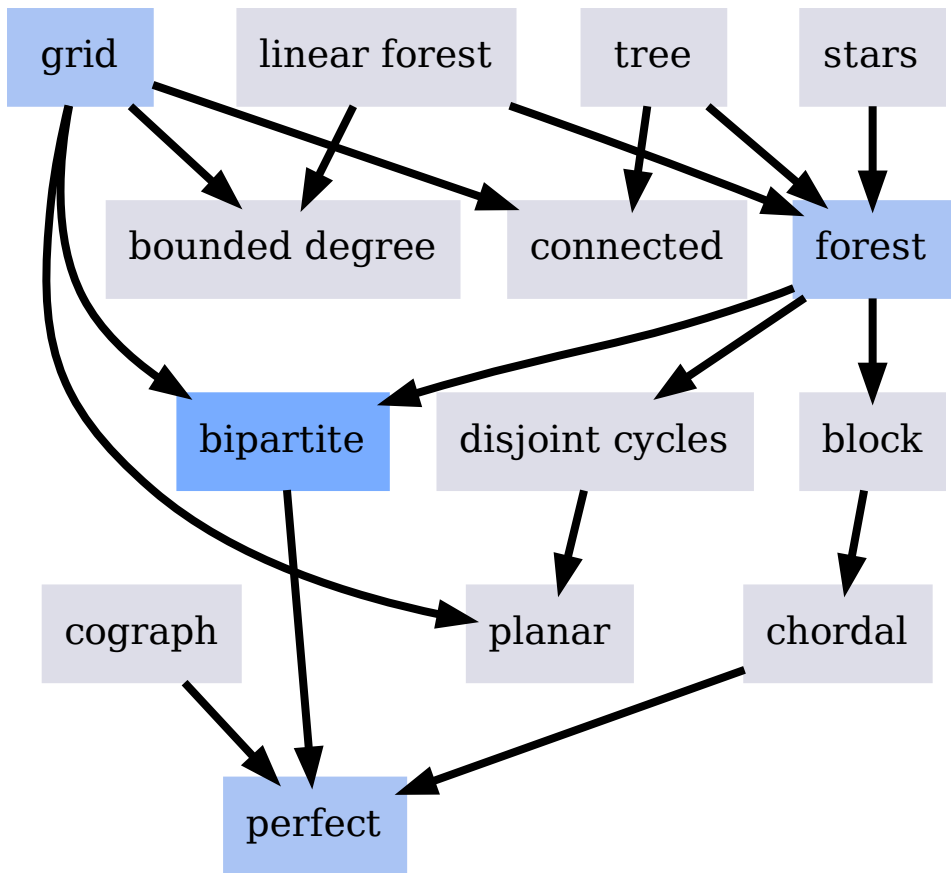 grid
linear forest
tree
stars
bounded degree
connected
forest
bipartite
disjoint cycles
block
cograph
planar
chordal
perfect